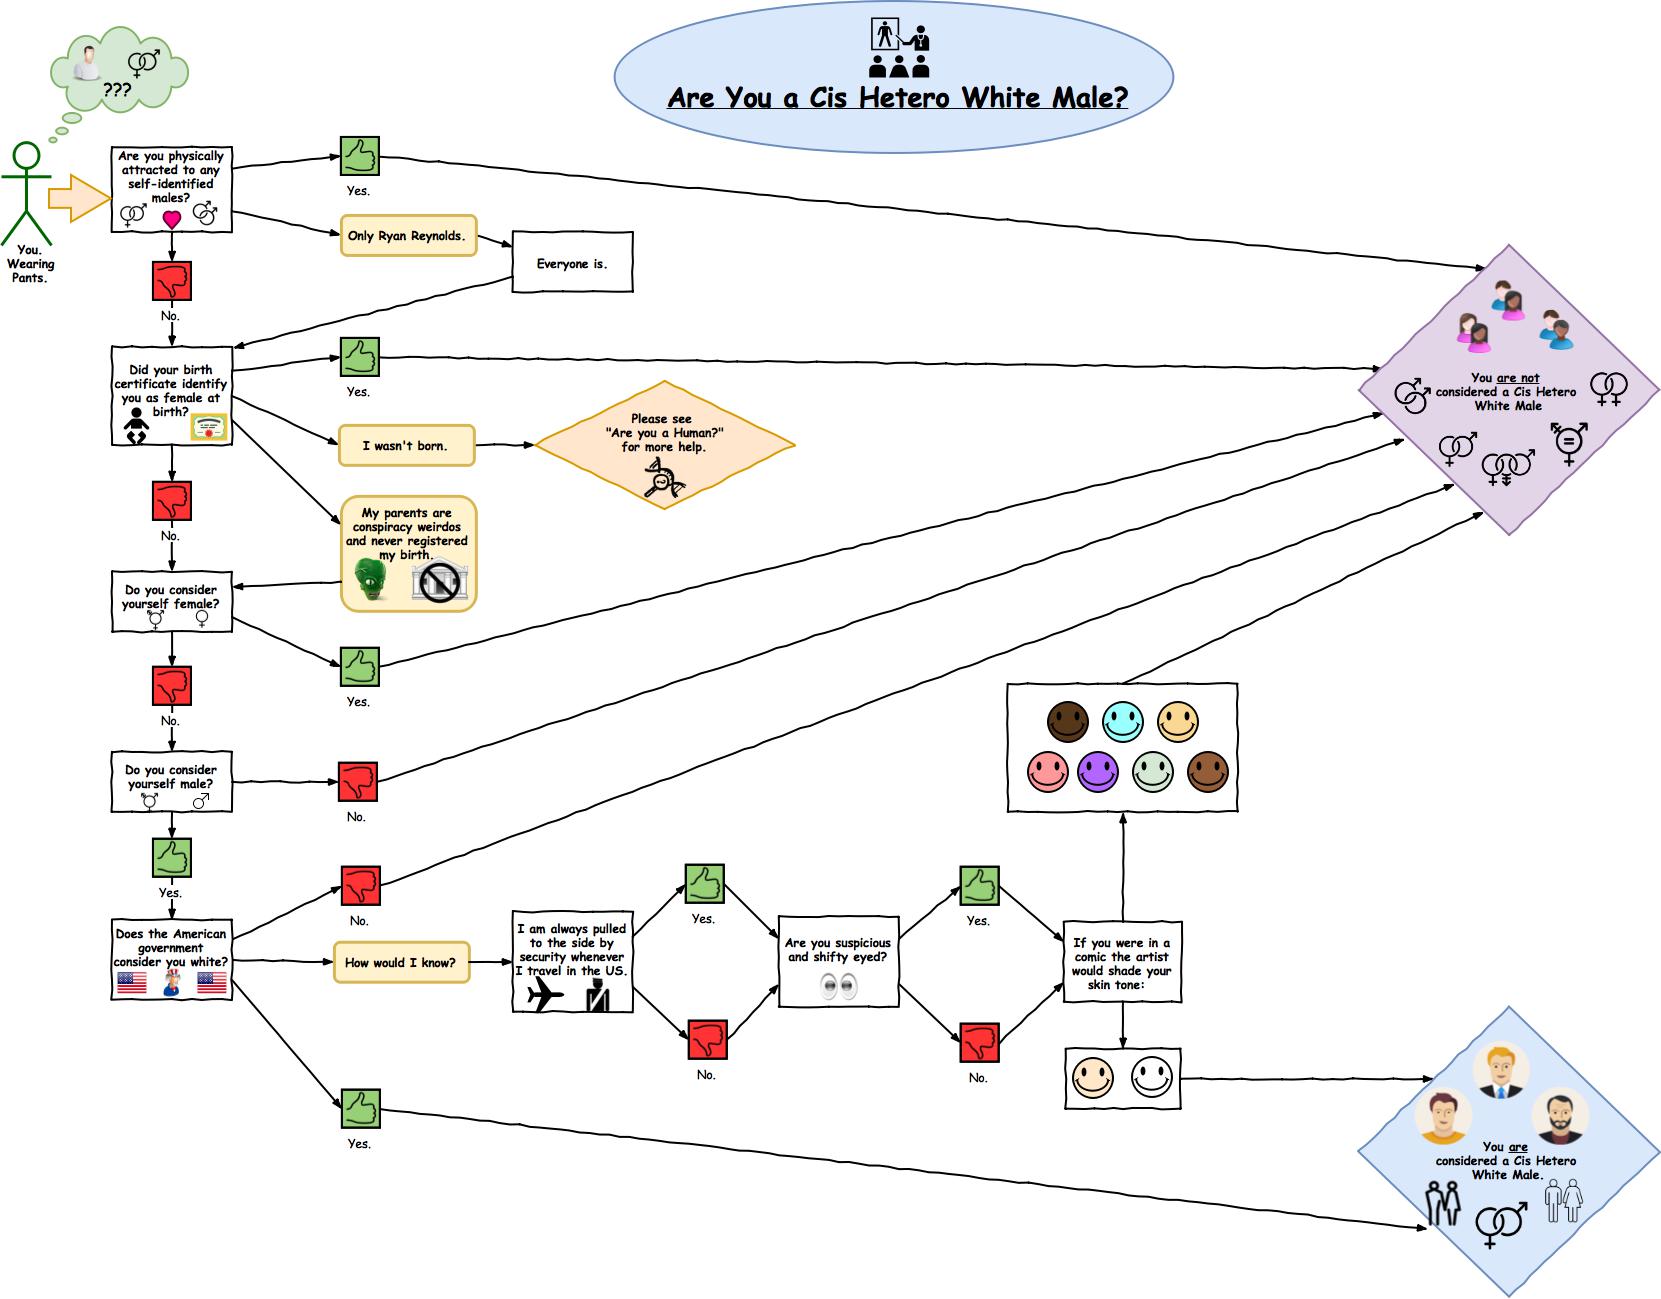 Are You a Cis Hetero White Male?
???
You.
Wearing
Pants.
Are you physically
attracted to any
self-identified
males?
Yes.
Only Ryan Reynolds.
Everyone is.
No.
Did your birth
certificate identify
you as female at
birth?
Yes.
I wasn't born.
Please see
"Are you a Human?"
for more help.
My parents are
conspiracy weirdos
and never registered
my birth.
No.
Do you consider
yourself female?
Yes.
No.
Do you consider
yourself male?
No.
Yes.
Does the American
government
consider you white?
No.
How would I know?
Yes.
I am always pulled
to the side by
security whenever
I travel in the US.
Yes.
No.
Are you suspicious
and shifty eyed?
Yes.
No.
If you were in a
comic the artist
would shade your
skin tone:
You are not
considered a Cis Hetero
White Male
You are
considered a Cis Hetero
White Male.